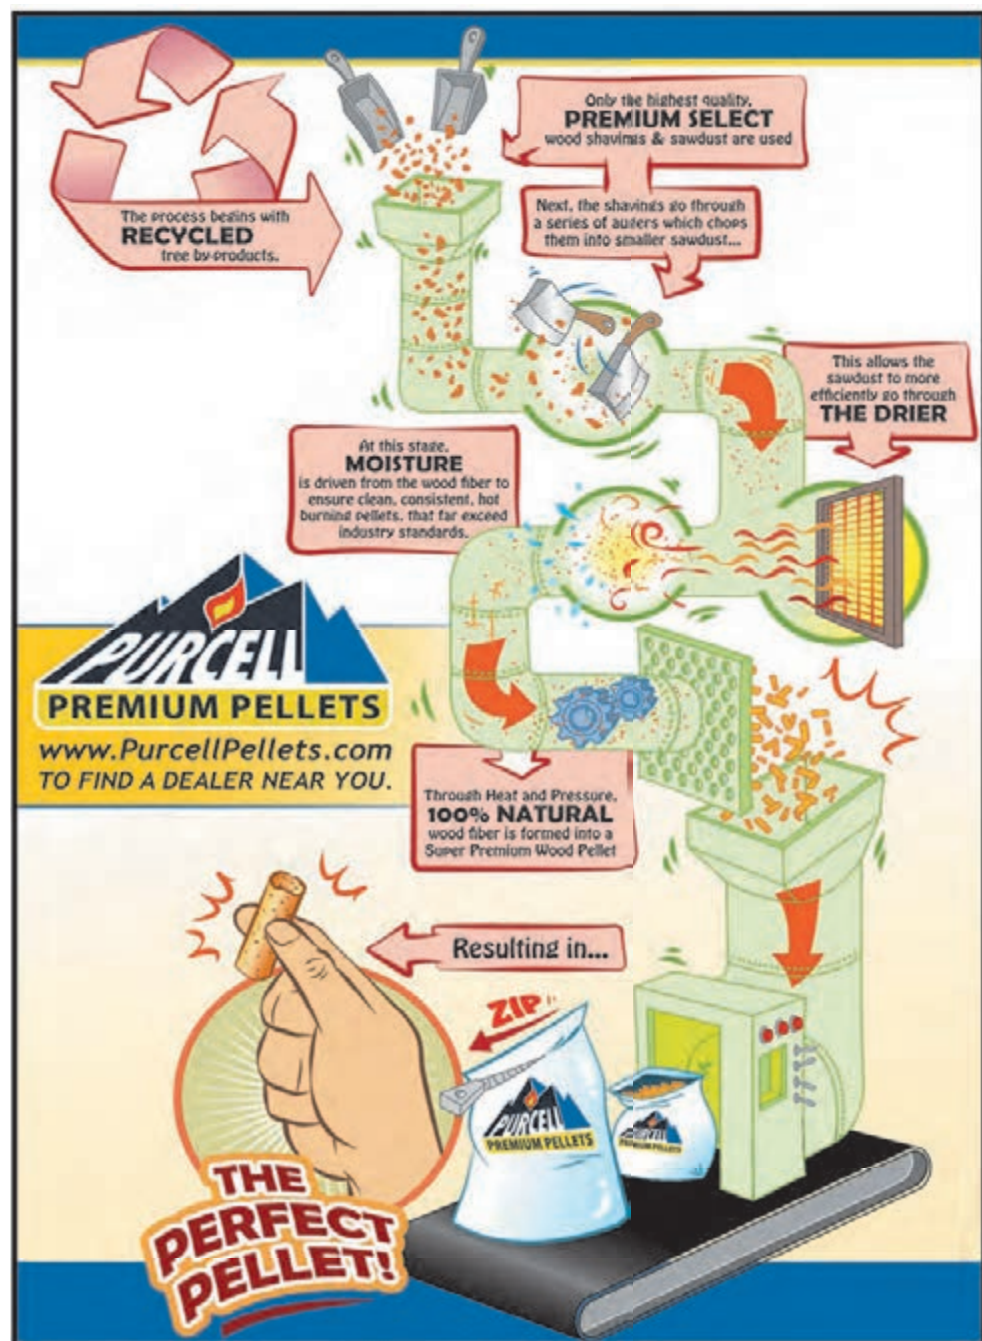 The process begins with
RECYCLED
tree by-products.
Only the highest quality,
PREMIUM SELECT
wood shavings & sawdust are used
Next, the shavings go through
a series of augers which chops
them into smaller sawdust...
This allows the
sawdust to more
efficiently go through
THE DRIER
At this stage,
MOISTURE
is driven from the wood fiber to
ensure clean, consistent, hot
burning pellets, that far exceed
industry standards.
PURCELL
PREMIUM PELLETS
www.PurcellPellets.com
TO FIND A DEALER NEAR YOU.
Through Heat and Pressure,
100% NATURAL
wood fiber is formed into a
Super Premium Wood Pellet
Resulting in...
ZIP
PURCELL
PREMIUM PELLETS
PURCELL
PREMIUM PELLETS
THE
PERFECT
PELLET!